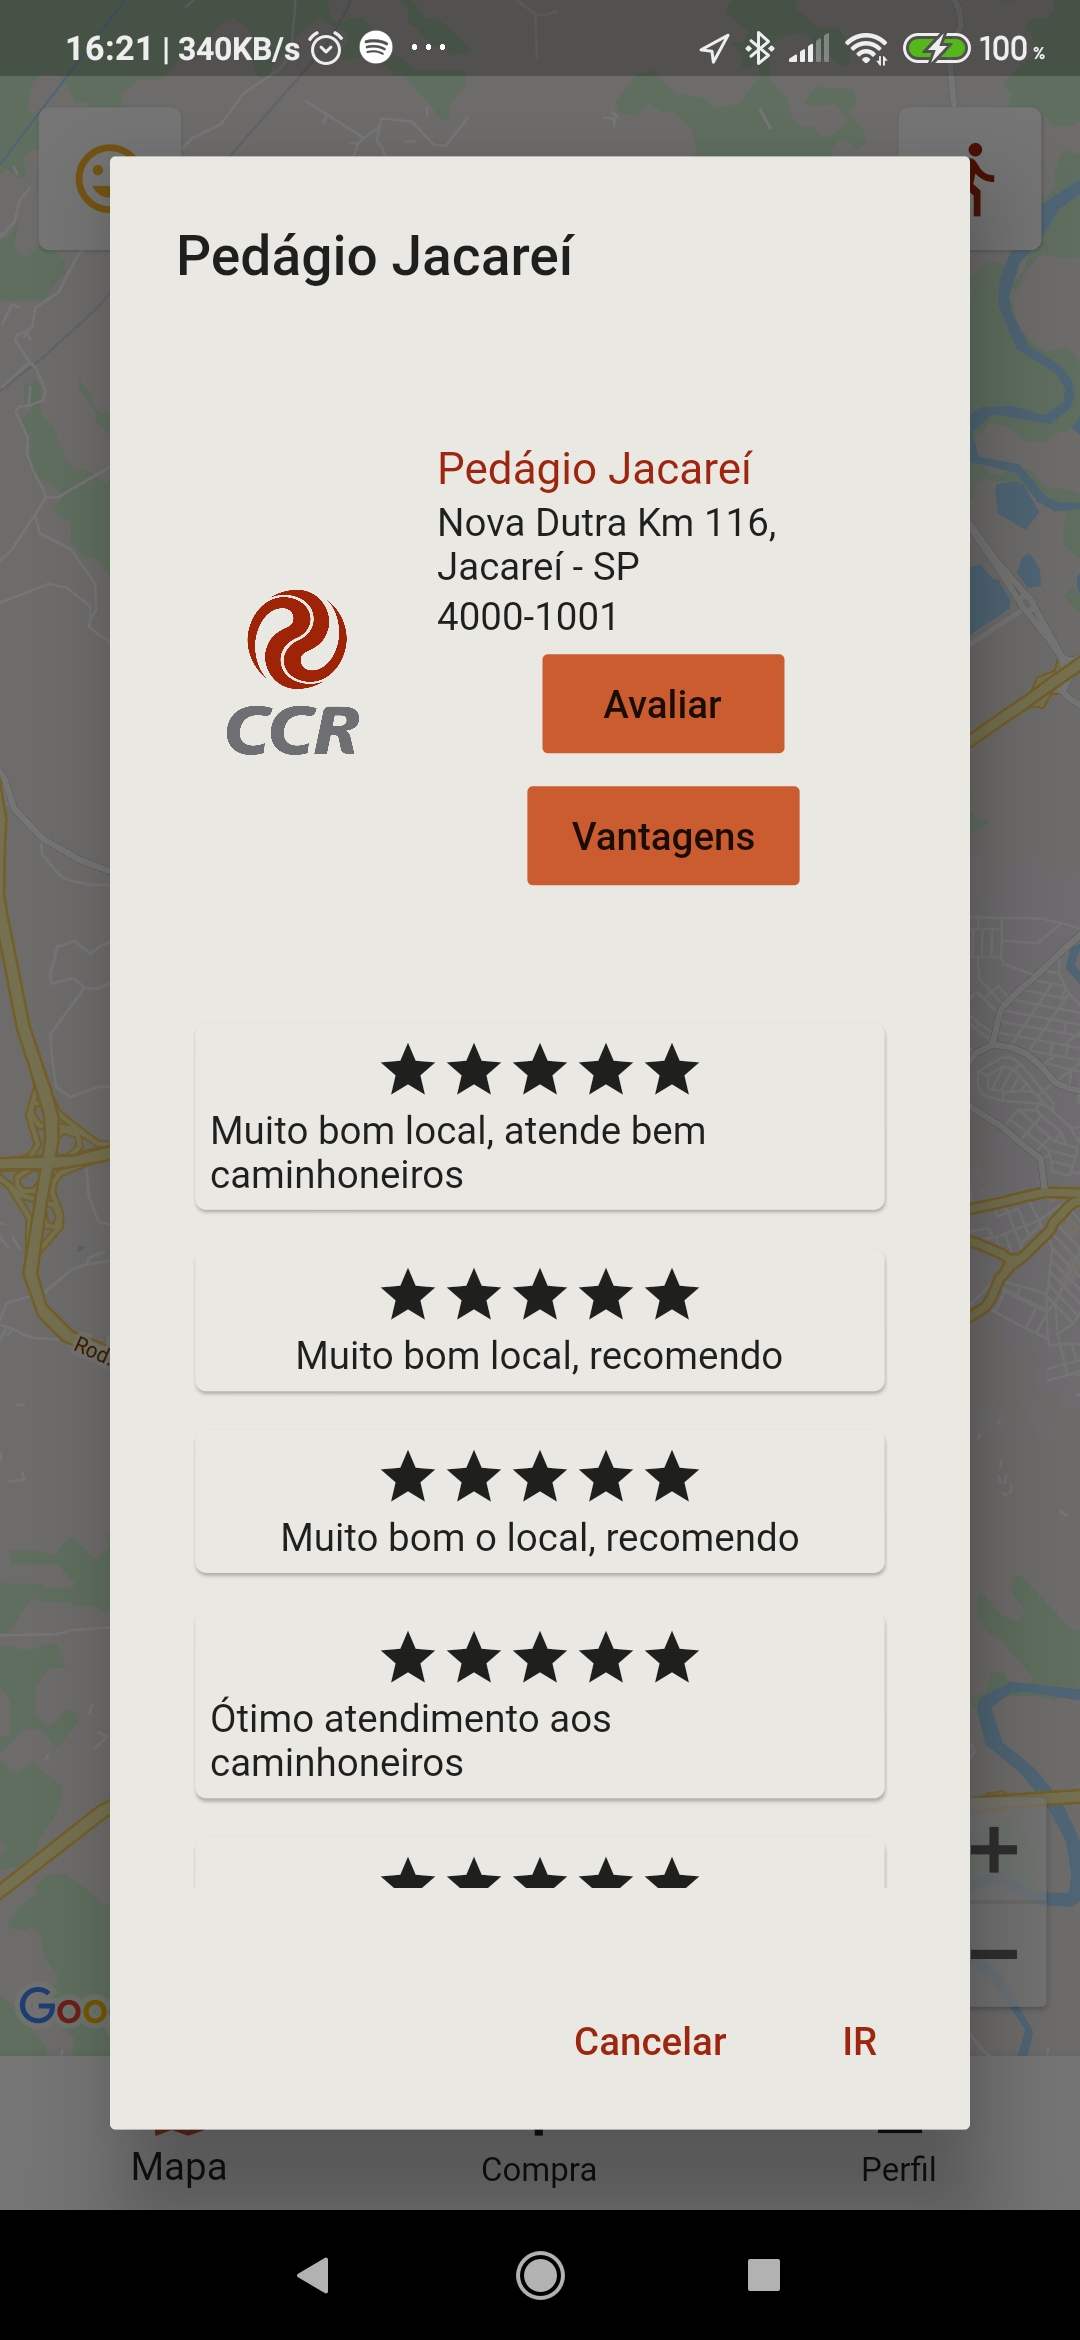 16:21 | 340KB/s
100 %
Pedágio Jacareí
Pedágio Jacareí
Nova Dutra Km 116,
Jacareí - SP
4000-1001
CCR
Avaliar
Vantagens
Muito bom local, atende bem
caminhoneiros
Muito bom local, recomendo
Muito bom o local, recomendo
Rod.
Ótimo atendimento aos
caminhoneiros
Goo
Cancelar
IR
Mapa
Compra
Perfil